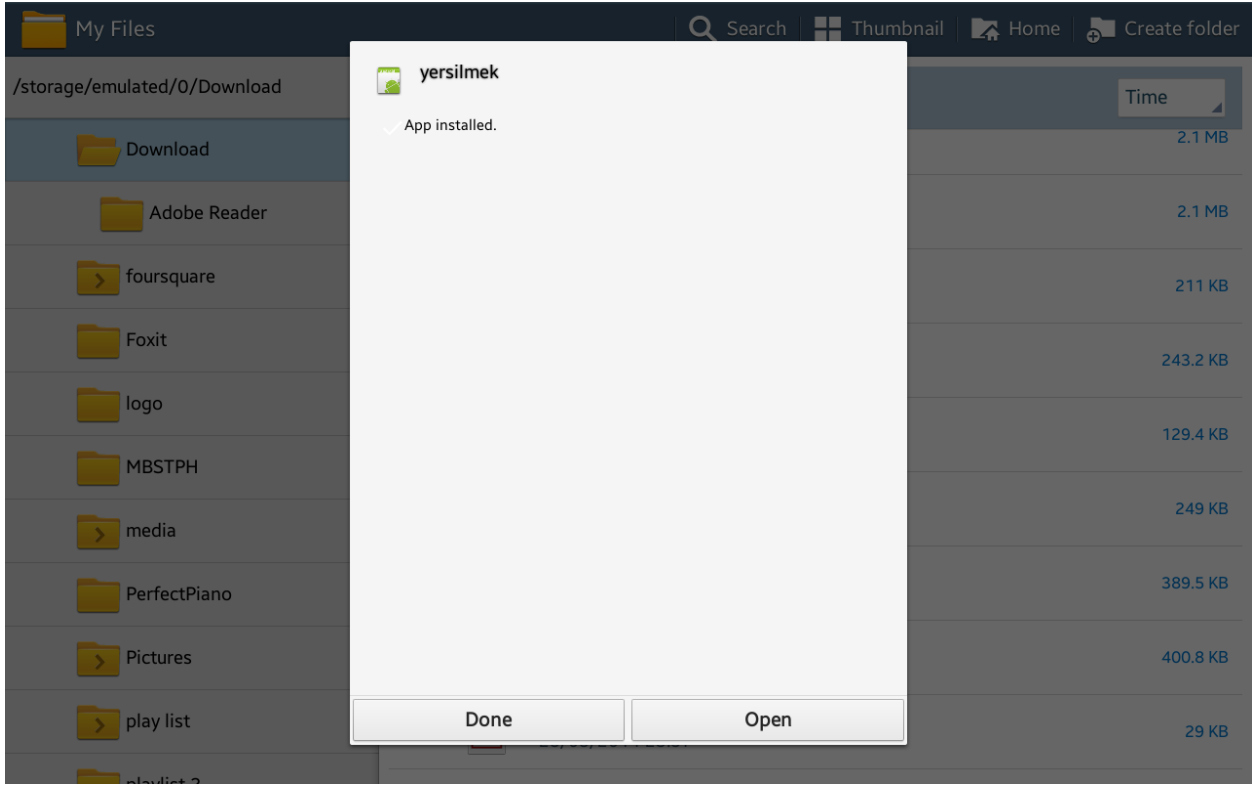 My Files
Search
Thumbnail
Home
Create folder
/storage/emulated/0/Download
Time
yersilmek
App installed.
Download
Adobe Reader
foursquare
Foxit
logo
MBSTPH
media
PerfectPiano
Pictures
play list
2.1 MB
2.1 MB
211 KB
243.2 KB
129.4 KB
249 KB
389.5 KB
400.8 KB
29 KB
Done
Open